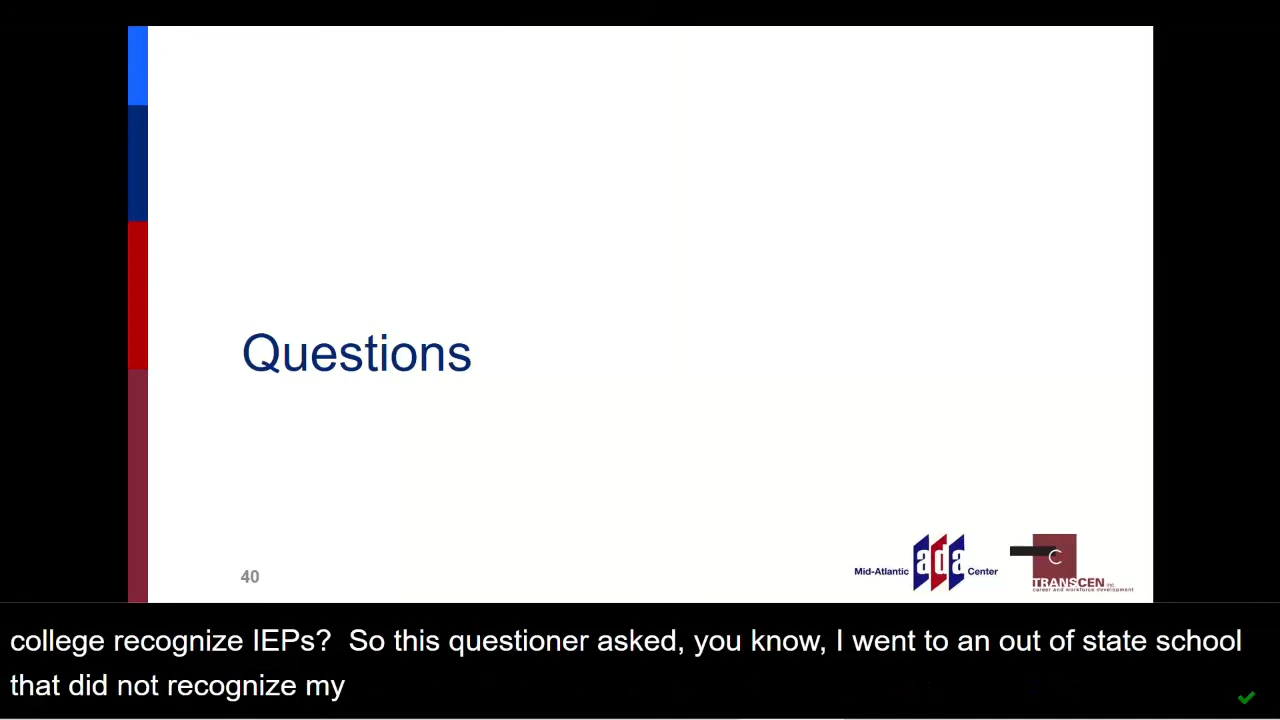 Questions
40
Mid-Atlantic ada Center
C
TRANSCEN inc.
career and workforce development
college recognize IEPs?  So this questioner asked, you know, I went to an out of state school
that did not recognize my